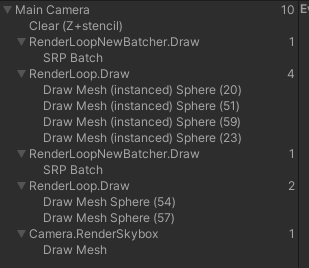 Main Camera 10
Clear (Z+stencil)
RenderLoopNewBatcher.Draw 1
SRP Batch
RenderLoop.Draw 4
Draw Mesh (instanced) Sphere (20)
Draw Mesh (instanced) Sphere (51)
Draw Mesh (instanced) Sphere (59)
Draw Mesh (instanced) Sphere (23)
RenderLoopNewBatcher.Draw 1
SRP Batch
RenderLoop.Draw 2
Draw Mesh Sphere (54)
Draw Mesh Sphere (57)
Camera.RenderSkybox 1
Draw Mesh